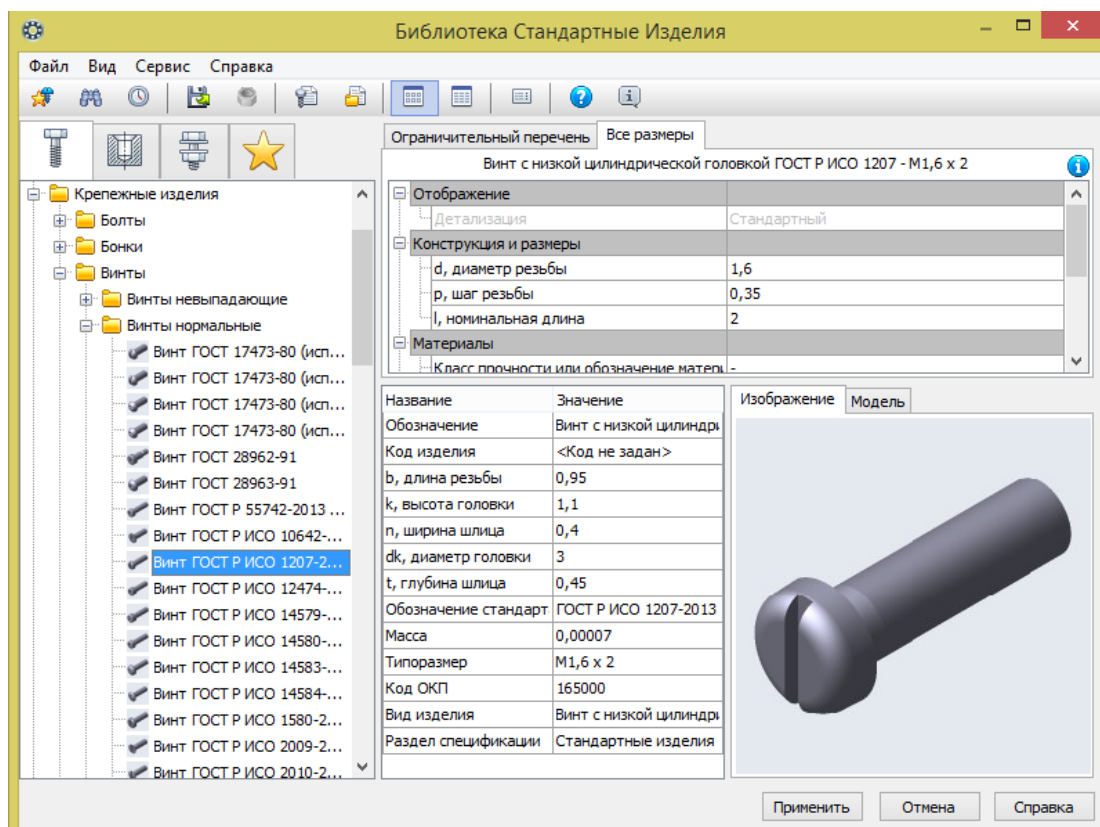 Библиотека Стандартные Изделия
Файл Вид Сервис Справка
Крепежные изделия
Болты
Бонки
Винты
Винты невыпадающие
Винты нормальные
Винт ГОСТ 17473-80 (исп...
Винт ГОСТ 17473-80 (исп...
Винт ГОСТ 17473-80 (исп...
Винт ГОСТ 17473-80 (исп...
Винт ГОСТ 28962-91
Винт ГОСТ 28963-91
Винт ГОСТ Р 55742-2013 ...
Винт ГОСТ Р ИСО 10642-...
Винт ГОСТ Р ИСО 1207-2...
Винт ГОСТ Р ИСО 12474-...
Винт ГОСТ Р ИСО 14579-...
Винт ГОСТ Р ИСО 14580-...
Винт ГОСТ Р ИСО 14583-...
Винт ГОСТ Р ИСО 14584-...
Винт ГОСТ Р ИСО 1580-2...
Винт ГОСТ Р ИСО 2009-2...
Винт ГОСТ Р ИСО 2010-2...
Ограничительный перечень Все размеры
Винт с низкой цилиндрической головкой ГОСТ Р ИСО 1207 - М1,6 x 2
Отображение
Детализация Стандартный
Конструкция и размеры
d, диаметр резьбы 1,6
p, шаг резьбы 0,35
l, номинальная длина 2
Материалы
Класс прочности или обозначение матери -
Название Значение
Обозначение Винт с низкой цилиндри
Код изделия <Код не задан>
b, длина резьбы 0,95
k, высота головки 1,1
n, ширина шлица 0,4
dk, диаметр головки 3
t, глубина шлица 0,45
Обозначение стандарт ГОСТ Р ИСО 1207-2013
Масса 0,00007
Типоразмер М1,6 x 2
Код ОКП 165000
Вид изделия Винт с низкой цилиндри
Раздел спецификации Стандартные изделия
Изображение Модель
Применить Отмена Справка